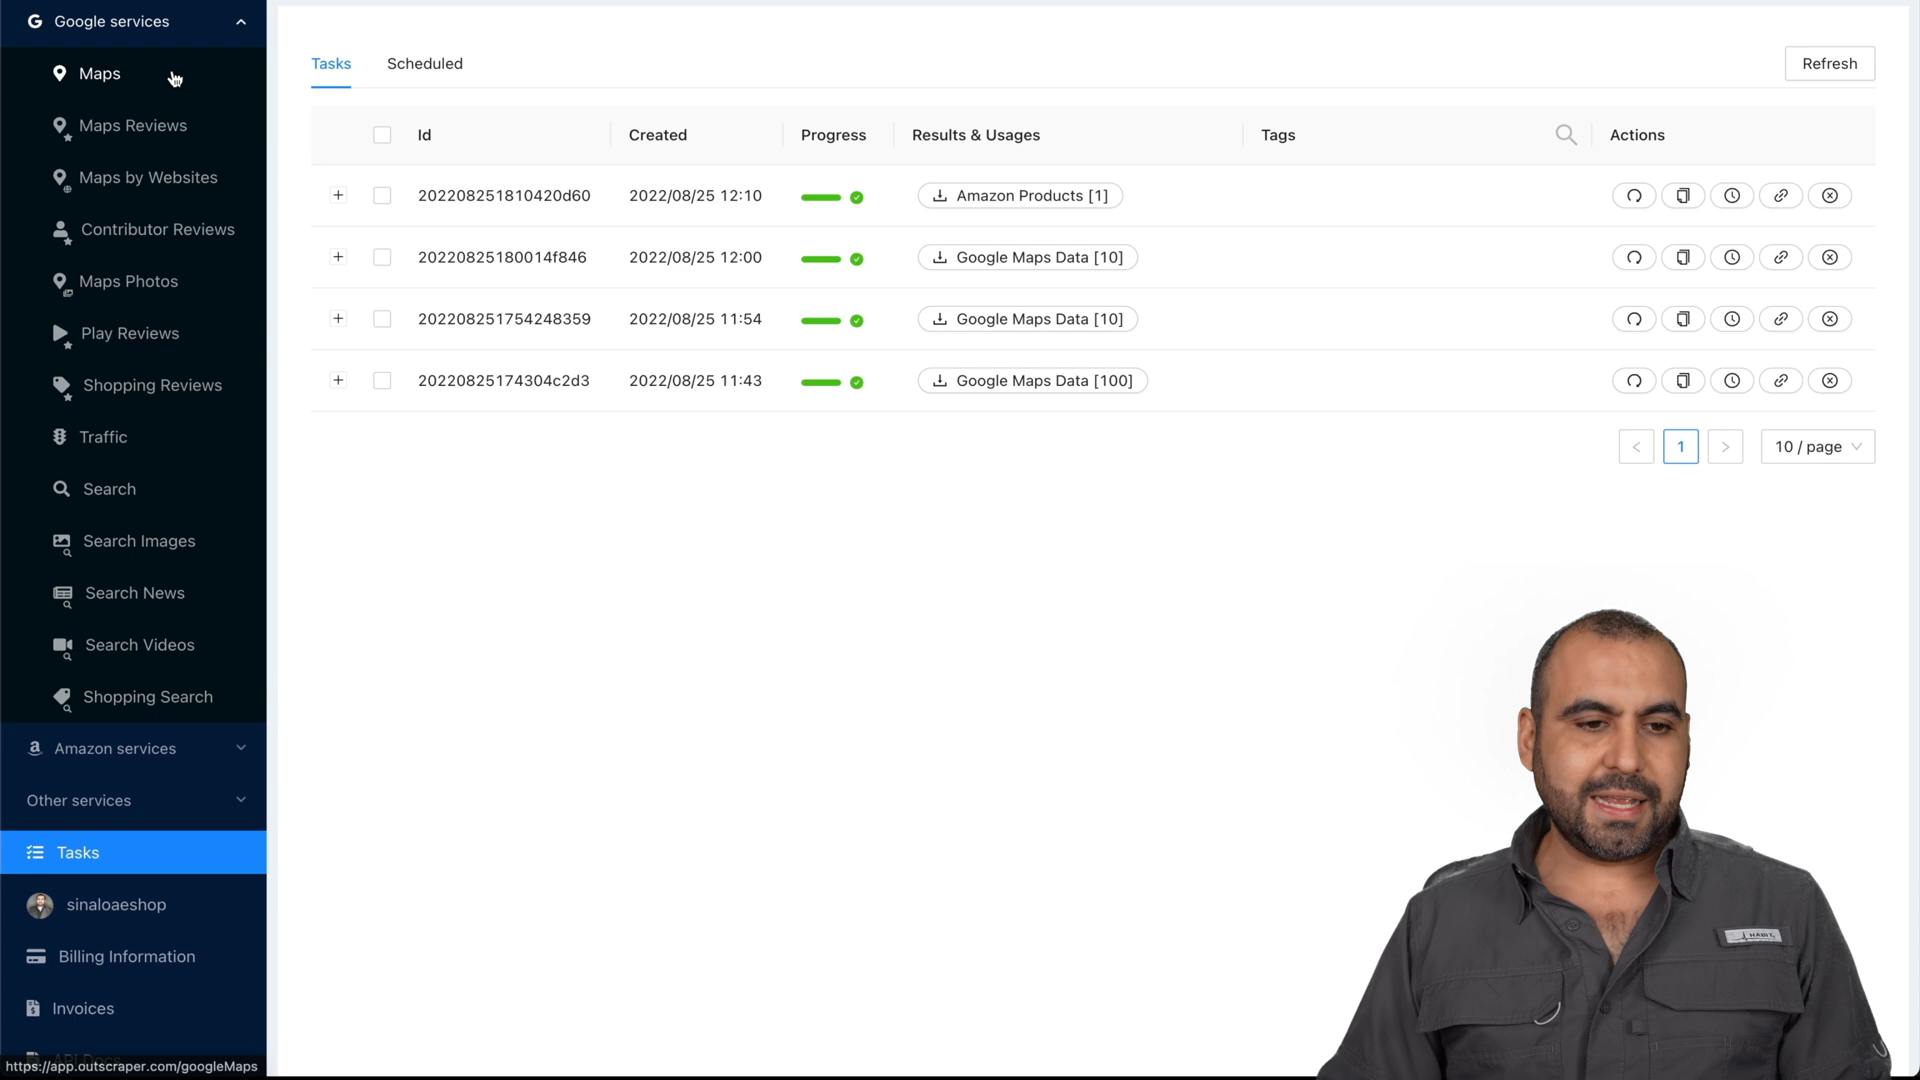 Google services
Maps
Maps Reviews
Maps by Websites
Contributor Reviews
Maps Photos
Play Reviews
Shopping Reviews
Traffic
Search
Search Images
Search News
Search Videos
Shopping Search
Amazon services
Other services
Tasks
sinaloaeshop
Billing Information
Invoices
API Docs
https://app.outscraper.com/googleMaps
Tasks Scheduled Refresh
Id Created Progress Results & Usages Tags Actions
202208251810420d60 2022/08/25 12:10 Amazon Products [1]
20220825180014f846 2022/08/25 12:00 Google Maps Data [10]
202208251754248359 2022/08/25 11:54 Google Maps Data [10]
20220825174304c2d3 2022/08/25 11:43 Google Maps Data [100]
< 1 > 10 / page
HABIT